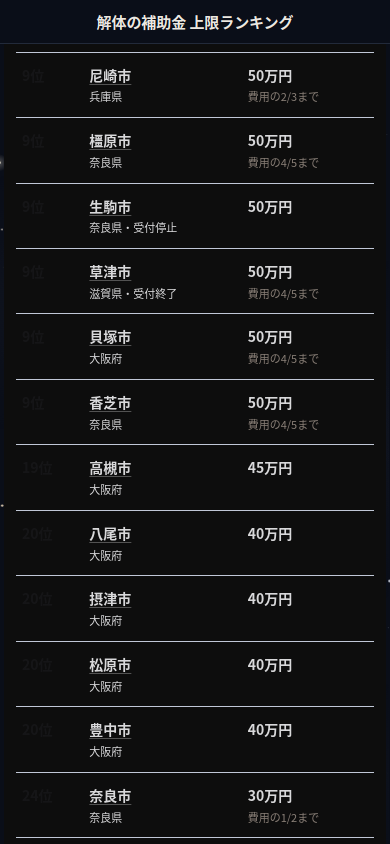 解体の補助金 上限ランキング
9位 尼崎市 50万円
兵庫県 費用の2/3まで
9位 橿原市 50万円
奈良県 費用の4/5まで
9位 生駒市 50万円
奈良県・受付停止
9位 草津市 50万円
滋賀県・受付終了 費用の4/5まで
9位 貝塚市 50万円
大阪府 費用の4/5まで
9位 香芝市 50万円
奈良県 費用の4/5まで
19位 高槻市 45万円
大阪府
20位 八尾市 40万円
大阪府
20位 摂津市 40万円
大阪府
20位 松原市 40万円
大阪府
20位 豊中市 40万円
大阪府
24位 奈良市 30万円
奈良県 費用の1/2まで